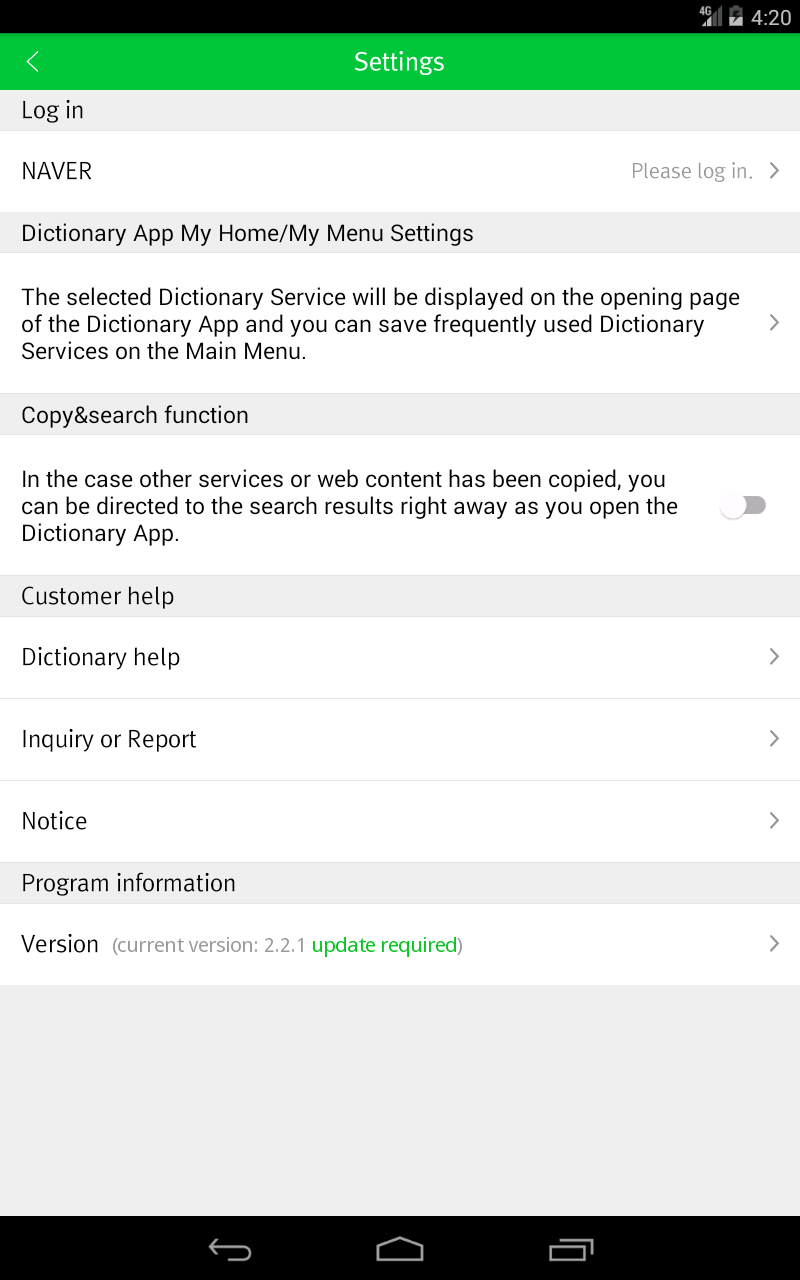 4G 4:20
Settings
Log in
NAVER Please log in.
Dictionary App My Home/My Menu Settings
The selected Dictionary Service will be displayed on the opening page
of the Dictionary App and you can save frequently used Dictionary
Services on the Main Menu.
Copy&search function
In the case other services or web content has been copied, you
can be directed to the search results right away as you open the
Dictionary App.
Customer help
Dictionary help
Inquiry or Report
Notice
Program information
Version (current version: 2.2.1 update required)